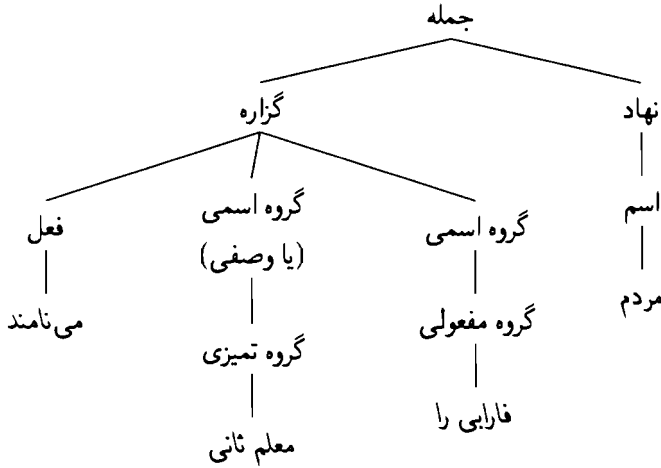 جمله
نهاد
گزاره
اسم
گروه اسمی
گروه اسمی
فعل
(یا وصفی)
مردم
گروه مفعولی
می‌نامند
گروه تمیزی
فارابی را
معلم ثانی